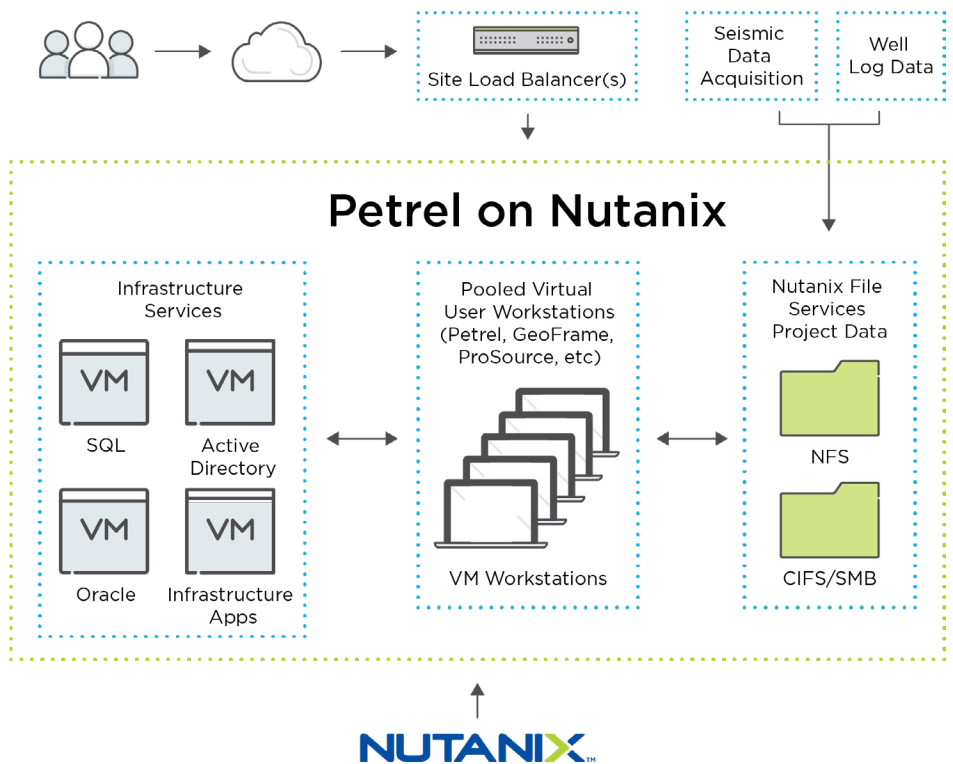 Site Load Balancer(s)
Seismic
Data
Acquisition
Well
Log Data
Petrel on Nutanix
Infrastructure
Services
VM
SQL
VM
Active
Directory
VM
Oracle
VM
Infrastructure
Apps
Pooled Virtual
User Workstations
(Petrel, GeoFrame,
ProSource, etc)
VM Workstations
Nutanix File
Services
Project Data
NFS
CIFS/SMB
NUTANIX™